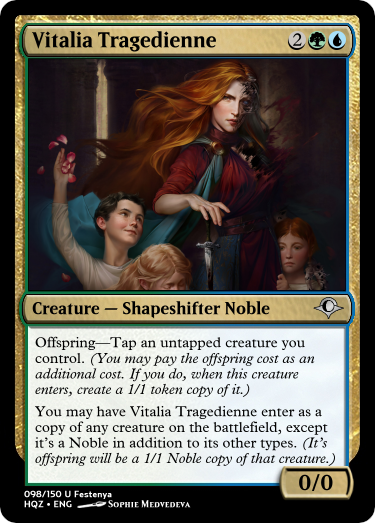 Vitalia Tragedienne 2
Creature — Shapeshifter Noble
Offspring—Tap an untapped creature you
control. (You may pay the offspring cost as an
additional cost. If you do, when this creature
enters, create a 1/1 token copy of it.)
You may have Vitalia Tragedienne enter as a
copy of any creature on the battlefield, except
it's a Noble in addition to its other types. (It's
offspring will be a 1/1 Noble copy of that creature.)
0/0
098/150 U Festenya
HQZ • ENG Sophie Medvedeva